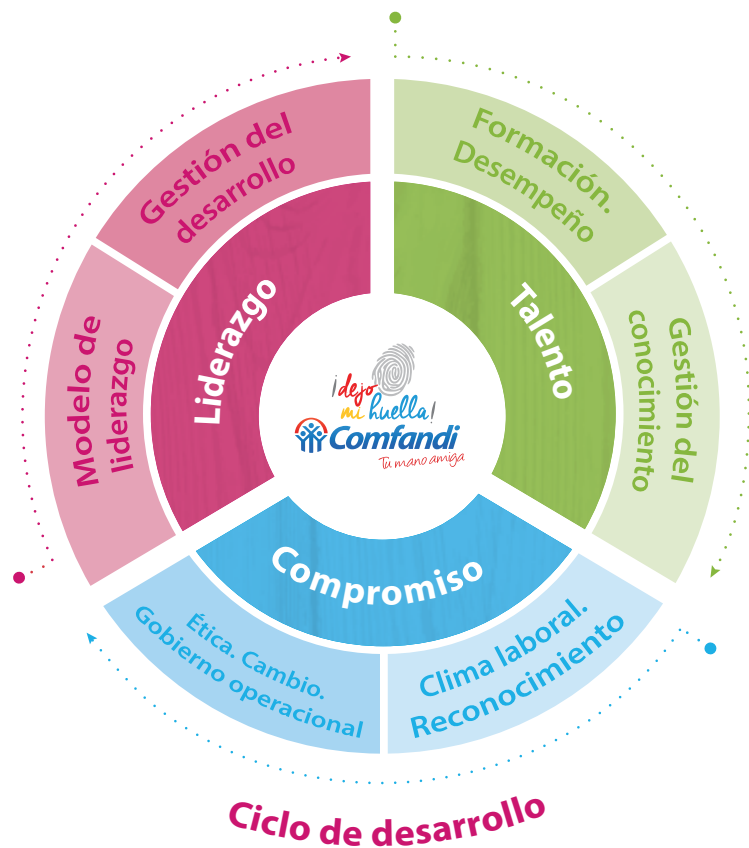 Gestión del
desarrollo
Modelo de
liderazgo
Liderazgo
Formación.
Desempeño
Gestión del
conocimiento
Talento
¡dejo
mi huella!
Comfandi
Tu mano amiga
Compromiso
Ética. Cambio.
Gobierno operacional
Clima laboral.
Reconocimiento
Ciclo de desarrollo